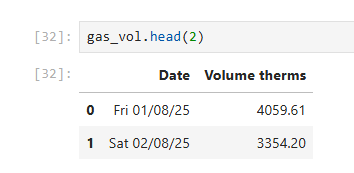 [32]: gas_vol.head(2)
[32]:
Date Volume therms
0 Fri 01/08/25 4059.61
1 Sat 02/08/25 3354.20